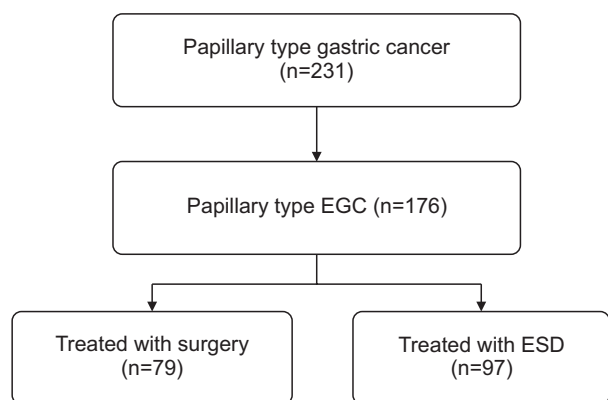 Papillary type gastric cancer
(n=231)
Papillary type EGC (n=176)
Treated with surgery
(n=79)
Treated with ESD
(n=97)